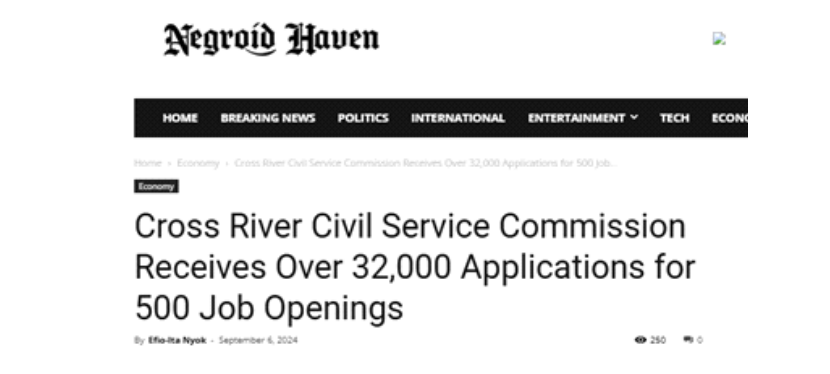 Negroid Haven
HOME BREAKING NEWS POLITICS INTERNATIONAL ENTERTAINMENT TECH ECONO
Home › Economy › Cross River Civil Service Commission Receives Over 32,000 Applications for 500 Job...
Economy
Cross River Civil Service Commission
Receives Over 32,000 Applications for
500 Job Openings
By Efio-Ita Nyok - September 6, 2024 250 0